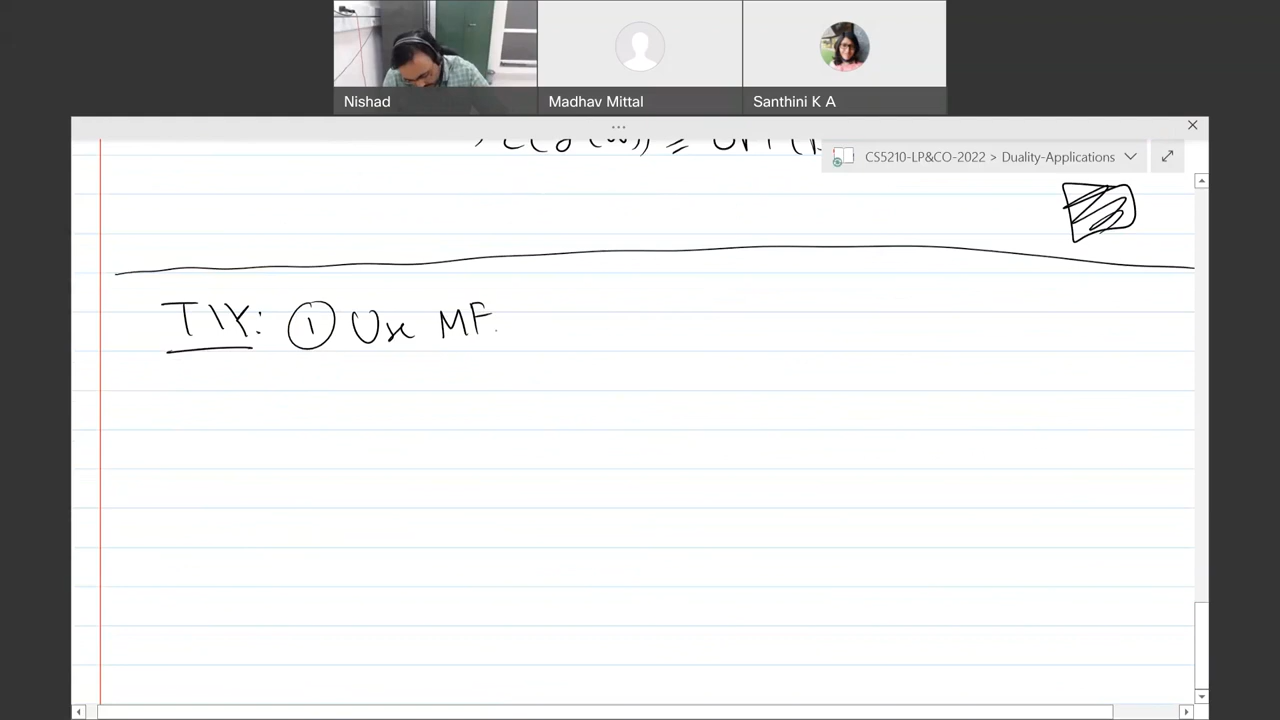 Nishad
Madhav Mittal
Santhini K A
CS5210-LP&CO-2022 > Duality-Applications
TIY: ① Use MF